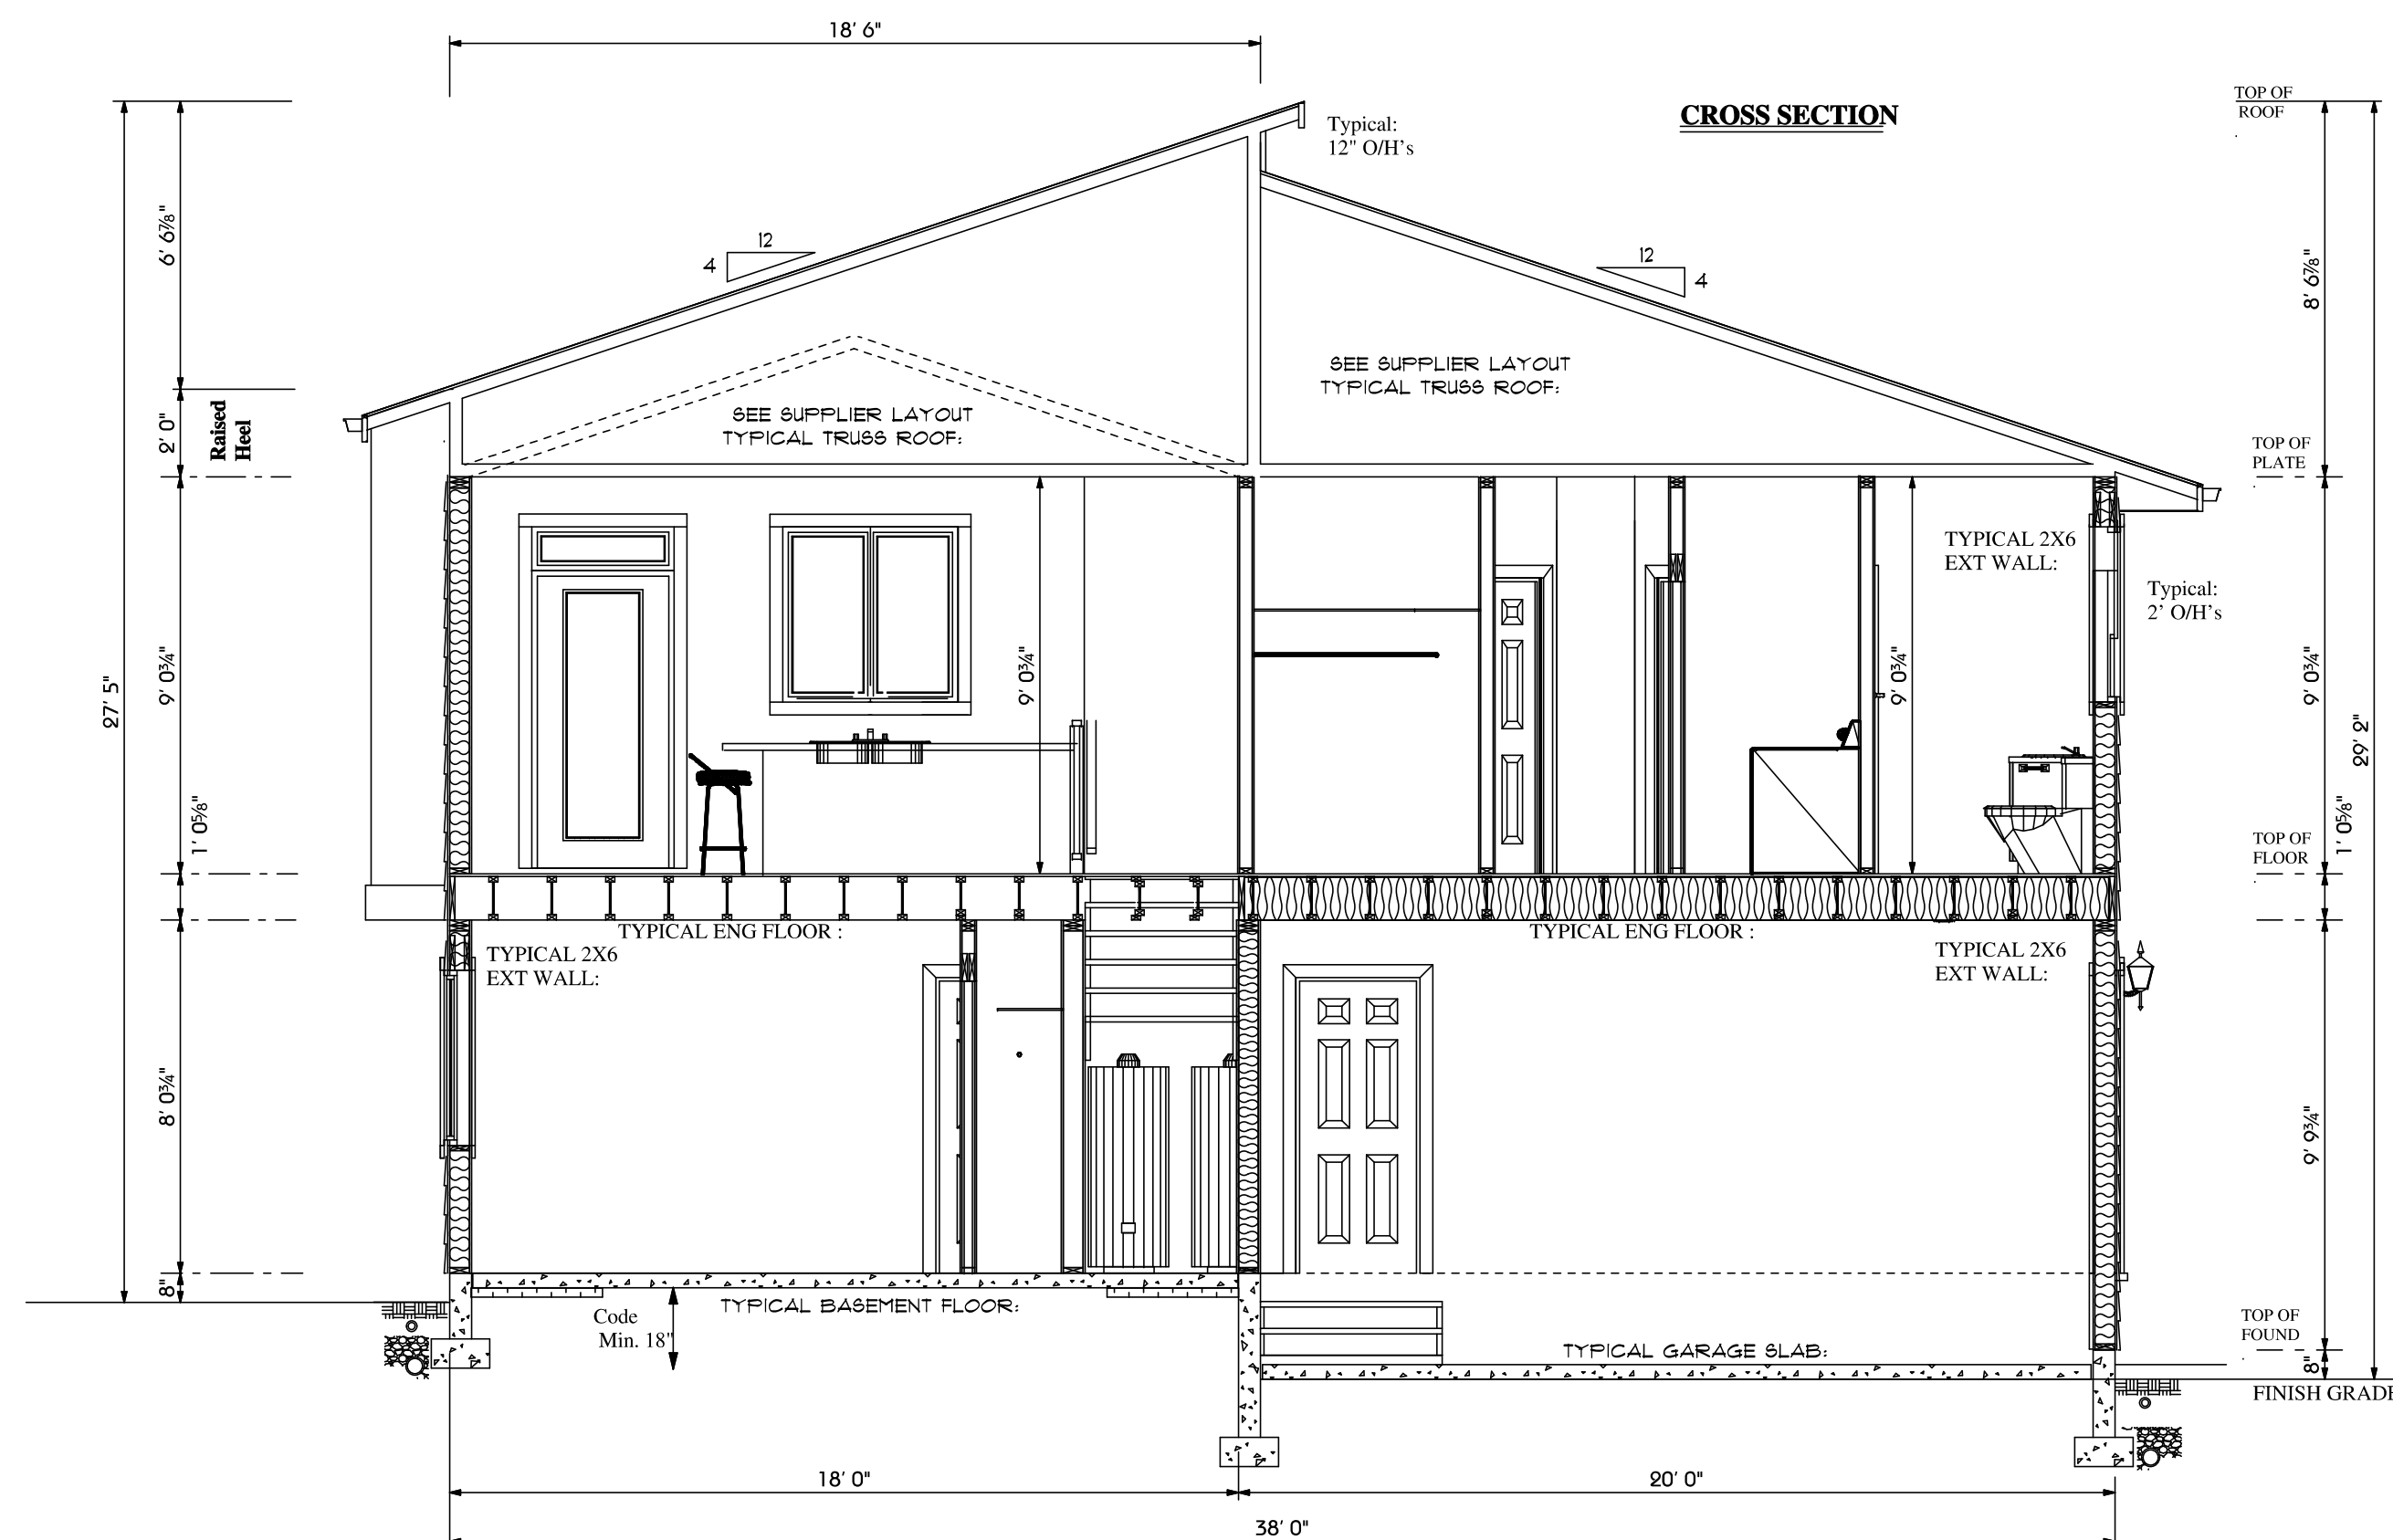 18' 6"
CROSS SECTION
TOP OF
ROOF
Typical:
12" O/H's
6' 6⅞"
8' 6⅞"
12
4
12
4
SEE SUPPLIER LAYOUT
TYPICAL TRUSS ROOF:
SEE SUPPLIER LAYOUT
TYPICAL TRUSS ROOF:
2' 0"
Raised
Heel
TOP OF
PLATE
TYPICAL 2X6
EXT WALL:
Typical:
2' O/H's
27' 5"
9' 0¾"
9' 0¾"
9' 0¾"
9' 0¾"
29' 2"
1' 0⅝"
1' 0⅝"
TOP OF
FLOOR
TYPICAL ENG FLOOR :
TYPICAL ENG FLOOR :
TYPICAL 2X6
EXT WALL:
TYPICAL 2X6
EXT WALL:
8' 0¾"
9' 9¾"
8"
Code
Min. 18"
TYPICAL BASEMENT FLOOR:
TYPICAL GARAGE SLAB:
TOP OF
FOUND
8"
FINISH GRADE
18' 0"
20' 0"
38' 0"